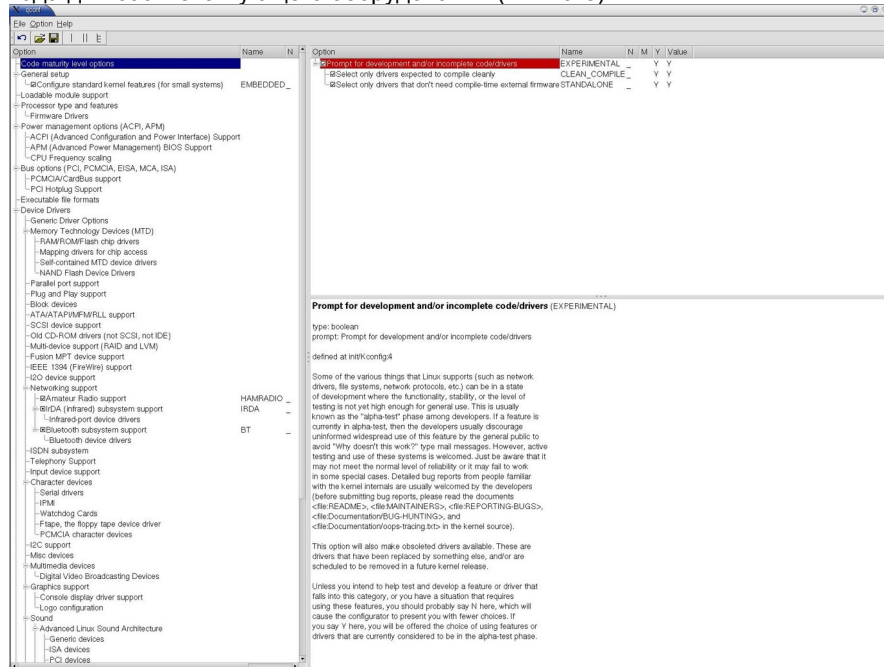 qconf
File Option Help
Option Name N
Code maturity level options
General setup
Configure standard kernel features (for small systems) EMBEDDED _
Loadable module support
Processor type and features
Firmware Drivers
Power management options (ACPI, APM)
ACPI (Advanced Configuration and Power Interface) Support
APM (Advanced Power Management) BIOS Support
CPU Frequency scaling
Bus options (PCI, PCMCIA, EISA, MCA, ISA)
PCMCIA/CardBus support
PCI Hotplug Support
Executable file formats
Device Drivers
Generic Driver Options
Memory Technology Devices (MTD)
RAM/ROM/Flash chip drivers
Mapping drivers for chip access
Self-contained MTD device drivers
NAND Flash Device Drivers
Parallel port support
Plug and Play support
Block devices
ATA/ATAPI/MFM/RLL support
SCSI device support
Old CD-ROM drivers (not SCSI, not IDE)
Multi-device support (RAID and LVM)
Fusion MPT device support
IEEE 1394 (FireWire) support
I2O device support
Networking support
Amateur Radio support HAMRADIO _
IrDA (infrared) subsystem support IRDA _
Infrared-port device drivers
Bluetooth subsystem support BT _
Bluetooth device drivers
ISDN subsystem
Telephony Support
Input device support
Character devices
Serial drivers
IPMI
Watchdog Cards
Ftape, the floppy tape device driver
PCMCIA character devices
I2C support
Misc devices
Multimedia devices
Digital Video Broadcasting Devices
Graphics support
Console display driver support
Logo configuration
Sound
Advanced Linux Sound Architecture
Generic devices
ISA devices
PCI devices
Option Name N M Y Value
Prompt for development and/or incomplete code/drivers EXPERIMENTAL _ Y Y
Select only drivers expected to compile cleanly CLEAN_COMPILE _ Y Y
Select only drivers that don't need compile-time external firmware STANDALONE _ Y Y
Prompt for development and/or incomplete code/drivers (EXPERIMENTAL)
type: boolean
prompt: Prompt for development and/or incomplete code/drivers
defined at init/Kconfig:4
Some of the various things that Linux supports (such as network
drivers, file systems, network protocols, etc.) can be in a state
of development where the functionality, stability, or the level of
testing is not yet high enough for general use. This is usually
known as the "alpha-test" phase among developers. If a feature is
currently in alpha-test, then the developers usually discourage
uninformed widespread use of this feature by the general public to
avoid "Why doesn't this work?" type mail messages. However, active
testing and use of these systems is welcomed. Just be aware that it
may not meet the normal level of reliability or it may fail to work
in some special cases. Detailed bug reports from people familiar
with the kernel internals are usually welcomed by the developers
(before submitting bug reports, please read the documents
<file:README>, <file:MAINTAINERS>, <file:REPORTING-BUGS>,
<file:Documentation/BUG-HUNTING>, and
<file:Documentation/oops-tracing.txt> in the kernel source).
This option will also make obsoleted drivers available. These are
drivers that have been replaced by something else, and/or are
scheduled to be removed in a future kernel release.
Unless you intend to help test and develop a feature or driver that
falls into this category, or you have a situation that requires
using these features, you should probably say N here, which will
cause the configurator to present you with fewer choices. If
you say Y here, you will be offered the choice of using features or
drivers that are currently considered to be in the alpha-test phase.